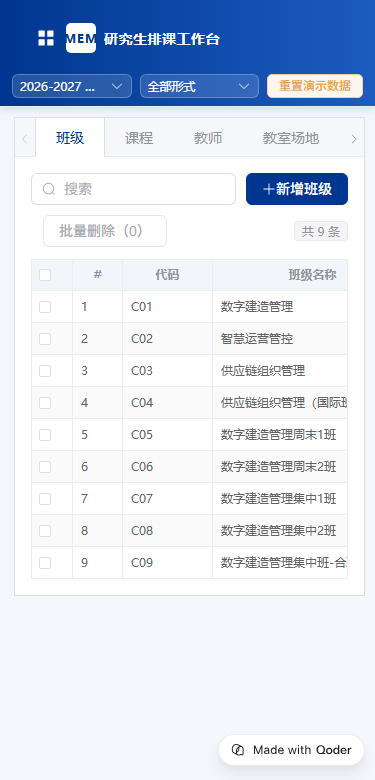 MEM 研究生排课工作台
2026-2027 ... 全部形式 重置演示数据
班级 课程 教师 教室场地
搜索 +新增班级
批量删除（0） 共 9 条
# 代码 班级名称
1 C01 数字建造管理
2 C02 智慧运营管控
3 C03 供应链组织管理
4 C04 供应链组织管理（国际班
5 C05 数字建造管理周末1班
6 C06 数字建造管理周末2班
7 C07 数字建造管理集中1班
8 C08 数字建造管理集中2班
9 C09 数字建造管理集中班-合
Made with Qoder